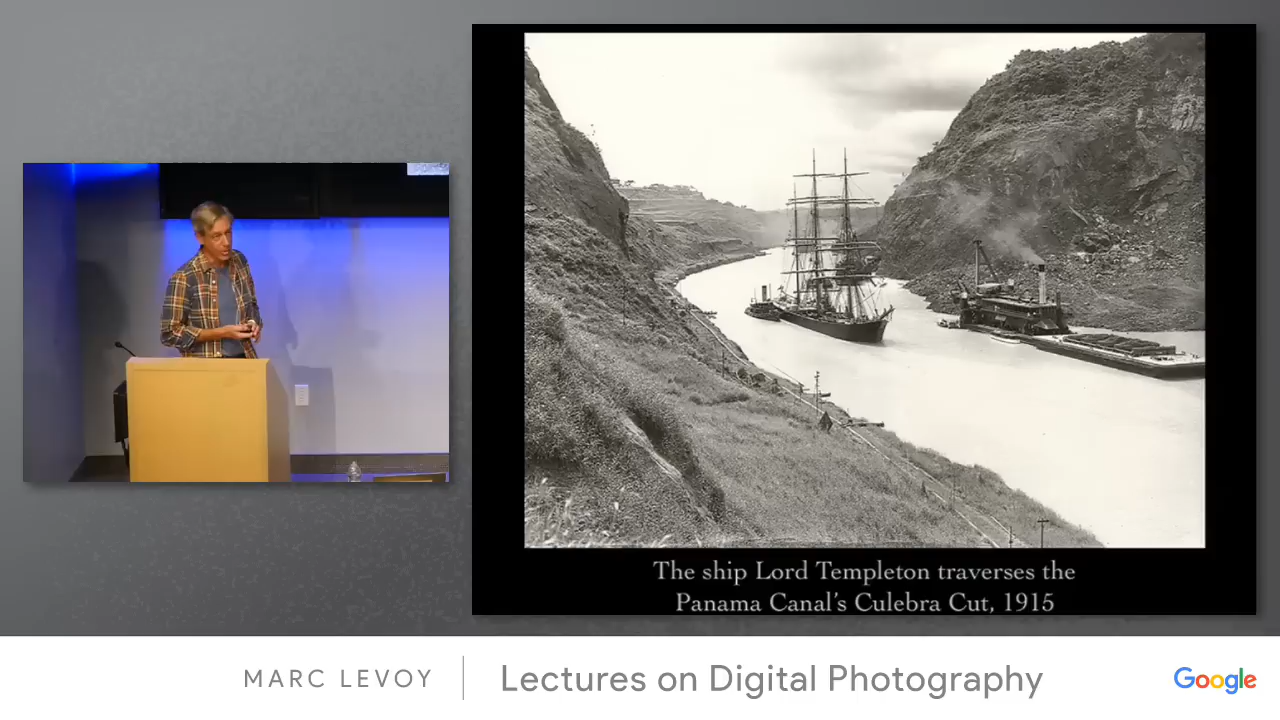 The ship Lord Templeton traverses the
Panama Canal's Culebra Cut, 1915
MARC LEVOY
Lectures on Digital Photography
Google